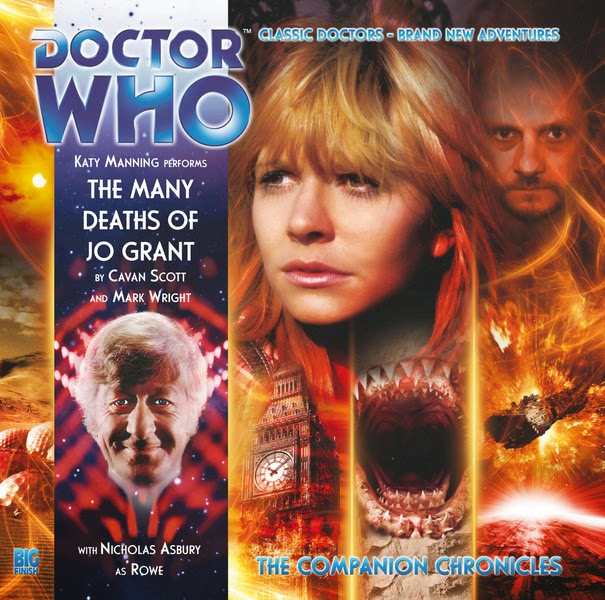 DOCTOR
WHO
™
CLASSIC DOCTORS – BRAND NEW ADVENTURES
KATY MANNING PERFORMS
THE MANY
DEATHS OF
JO GRANT
BY CAVAN SCOTT
AND MARK WRIGHT
WITH NICHOLAS ASBURY
AS ROWE
BIG
FINISH
THE COMPANION CHRONICLES